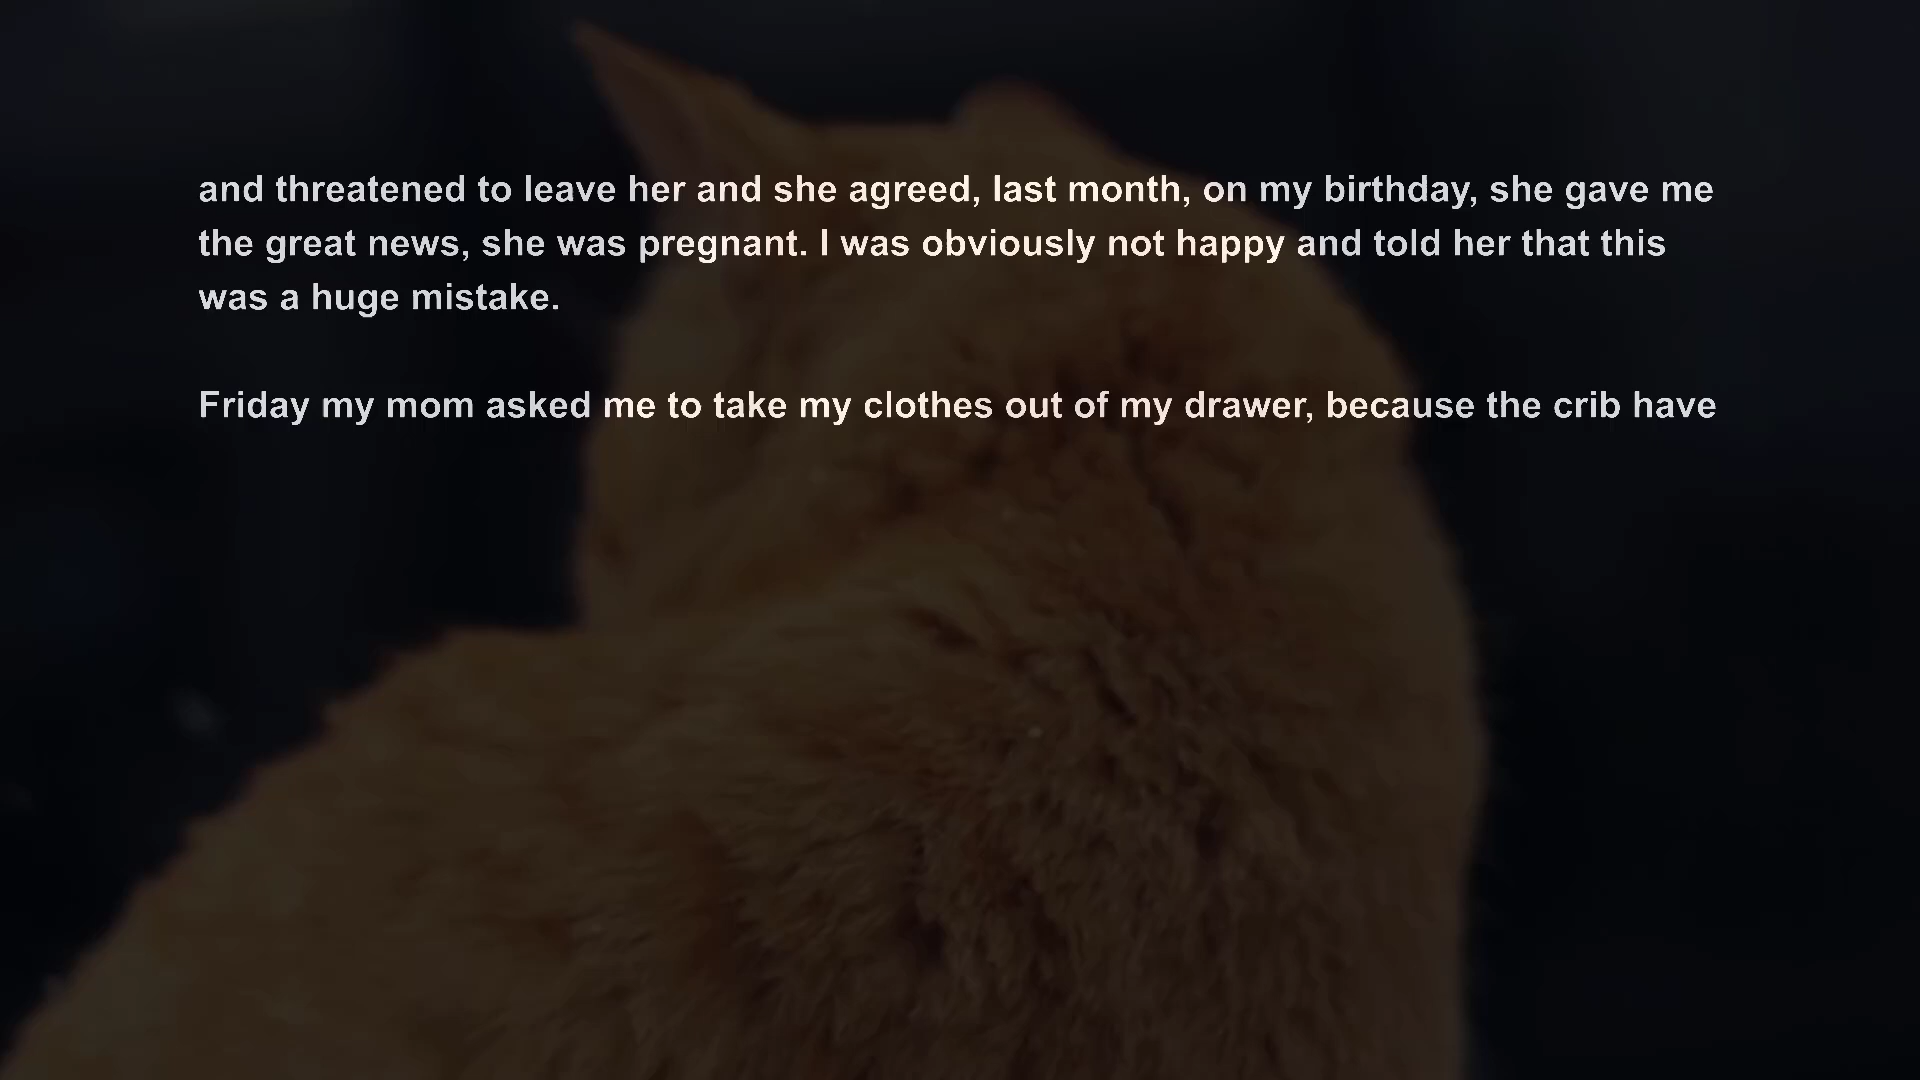 and threatened to leave her and she agreed, last month, on my birthday, she gave me
the great news, she was pregnant. I was obviously not happy and told her that this
was a huge mistake.
Friday my mom asked me to take my clothes out of my drawer, because the crib have